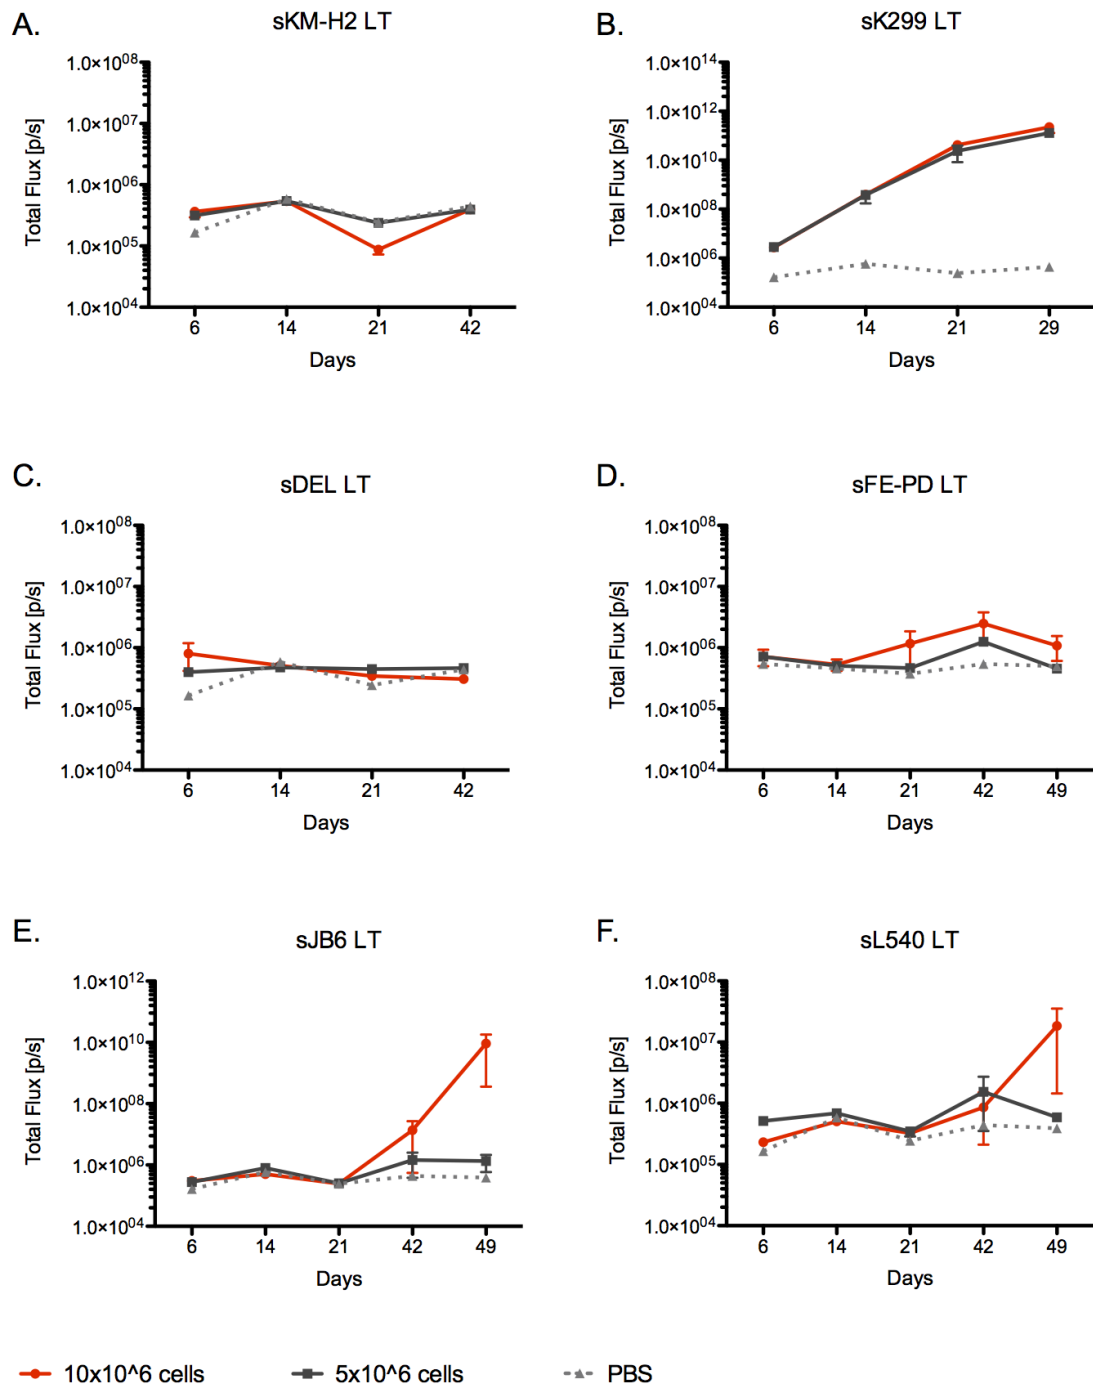 A.
sKM-H2 LT
1.0×10^08
1.0×10^07
1.0×10^06
1.0×10^05
1.0×10^04
Total Flux [p/s]
6 14 21 42
Days
B.
sK299 LT
1.0×10^14
1.0×10^12
1.0×10^10
1.0×10^08
1.0×10^06
1.0×10^04
Total Flux [p/s]
6 14 21 29
Days
C.
sDEL LT
1.0×10^08
1.0×10^07
1.0×10^06
1.0×10^05
1.0×10^04
Total Flux [p/s]
6 14 21 42
Days
D.
sFE-PD LT
1.0×10^08
1.0×10^07
1.0×10^06
1.0×10^05
1.0×10^04
Total Flux [p/s]
6 14 21 42 49
Days
E.
sJB6 LT
1.0×10^12
1.0×10^10
1.0×10^08
1.0×10^06
1.0×10^04
Total Flux [p/s]
6 14 21 42 49
Days
F.
sL540 LT
1.0×10^08
1.0×10^07
1.0×10^06
1.0×10^05
1.0×10^04
Total Flux [p/s]
6 14 21 42 49
Days
10x10^6 cells 5x10^6 cells PBS